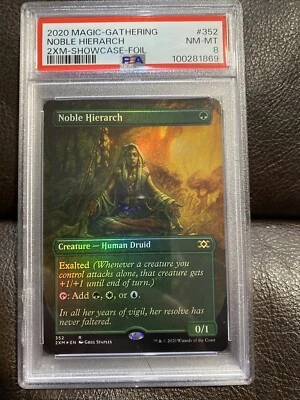 2020 MAGIC-GATHERING #352
NOBLE HIERARCH NM-MT
2XM-SHOWCASE-FOIL 8
PSA 100281869
Noble Hierarch
Creature — Human Druid
Exalted (Whenever a creature you
control attacks alone, that creature gets
+1/+1 until end of turn.)
: Add , , or .
In all her years of vigil, her resolve has
never faltered.
0/1
352 R
2XM EN GREG STAPLES
™ & © 2020 Wizards of the Coast